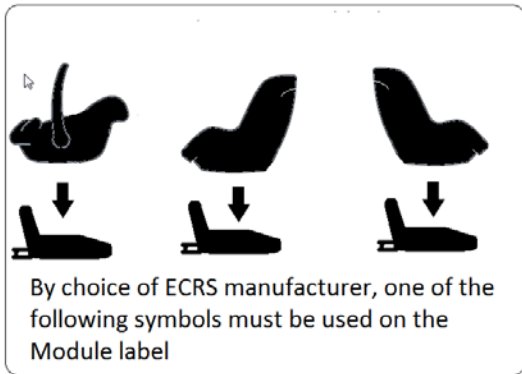 By choice of ECRS manufacturer, one of the
following symbols must be used on the
Module label